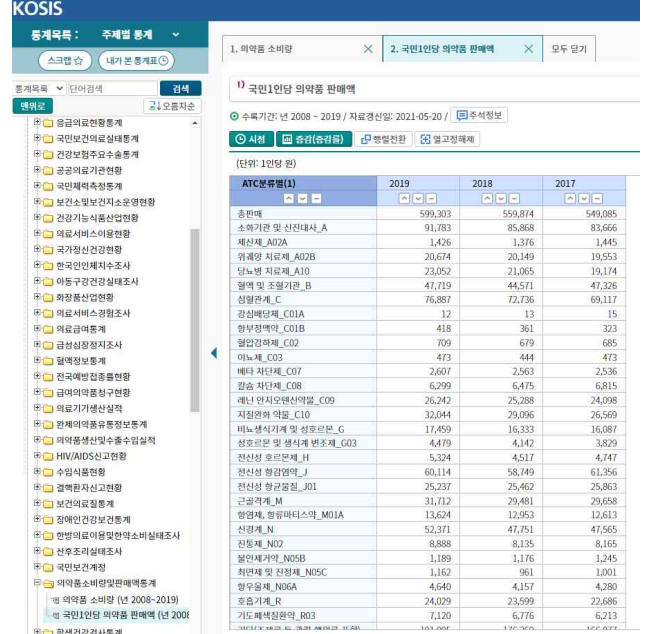 KOSIS
통계목록 : 주제별 통계
스크랩 ☆ 내가 본 통계표
통계목록 단어검색 검색
맨위로 오름차순
응급의료현황통계
국민보건의료실태통계
건강보험주요수술통계
공공의료기관현황
국민체력측정통계
보건소및보건지소운영현황
건강기능식품산업현황
의료서비스이용현황
국가정신건강현황
한국인인체치수조사
아동구강건강실태조사
화장품산업현황
의료서비스경험조사
의료급여통계
급성심장정지조사
혈액정보통계
전국예방접종률현황
급여의약품청구현황
의료기기생산실적
완제의약품유통정보통계
의약품생산및수출수입실적
HIV/AIDS신고현황
수입식품현황
결핵환자신고현황
보건의료질통계
장애인건강보건통계
한방의료이용및한약소비실태조사
산후조리실태조사
국민보건계정
의약품소비량및판매액통계
의약품 소비량 (년 2008~2019)
국민1인당 의약품 판매액 (년 2008
학생건강검사통계
1. 의약품 소비량 2. 국민1인당 의약품 판매액 모두 닫기
1) 국민1인당 의약품 판매액
수록기간: 년 2008 ~ 2019 / 자료갱신일: 2021-05-20 / 주석정보
시점 증감(증감률) 행렬전환 열고정해제
(단위: 1인당 원)
ATC분류별(1) 2019 2018 2017
총판매 599,303 559,874 549,085
소화기관 및 신진대사_A 91,783 85,868 83,666
제산제_A02A 1,426 1,376 1,445
위궤양 치료제_A02B 20,674 20,149 19,553
당뇨병 치료제_A10 23,052 21,065 19,174
혈액 및 조혈기관_B 47,719 44,571 47,326
심혈관계_C 76,887 72,736 69,117
강심배당체_C01A 12 13 15
항부정맥약_C01B 418 361 323
혈압강하제_C02 709 679 685
이뇨제_C03 473 444 473
베타 차단제_C07 2,607 2,563 2,536
칼슘 차단제_C08 6,299 6,475 6,815
레닌 안지오텐신약물_C09 26,242 25,288 24,098
지질완화 약물_C10 32,044 29,096 26,569
비뇨생식기계 및 성호르몬_G 17,459 16,333 16,087
성호르몬 및 생식계 변조제_G03 4,479 4,142 3,829
전신성 호르몬제_H 5,324 4,517 4,747
전신성 항감염약_J 60,114 58,749 61,356
전신성 항균물질_J01 25,237 25,462 25,863
근골격계_M 31,712 29,481 29,658
항염제, 항류마티스약_M01A 13,624 12,953 12,613
신경계_N 52,371 47,751 47,565
진통제_N02 8,888 8,135 8,165
불안제거약_N05B 1,189 1,176 1,245
최면제 및 진정제_N05C 1,162 961 1,001
항우울제_N06A 4,640 4,157 4,280
호흡기계_R 24,029 23,599 22,686
기도폐색질환약_R03 7,120 6,776 6,213